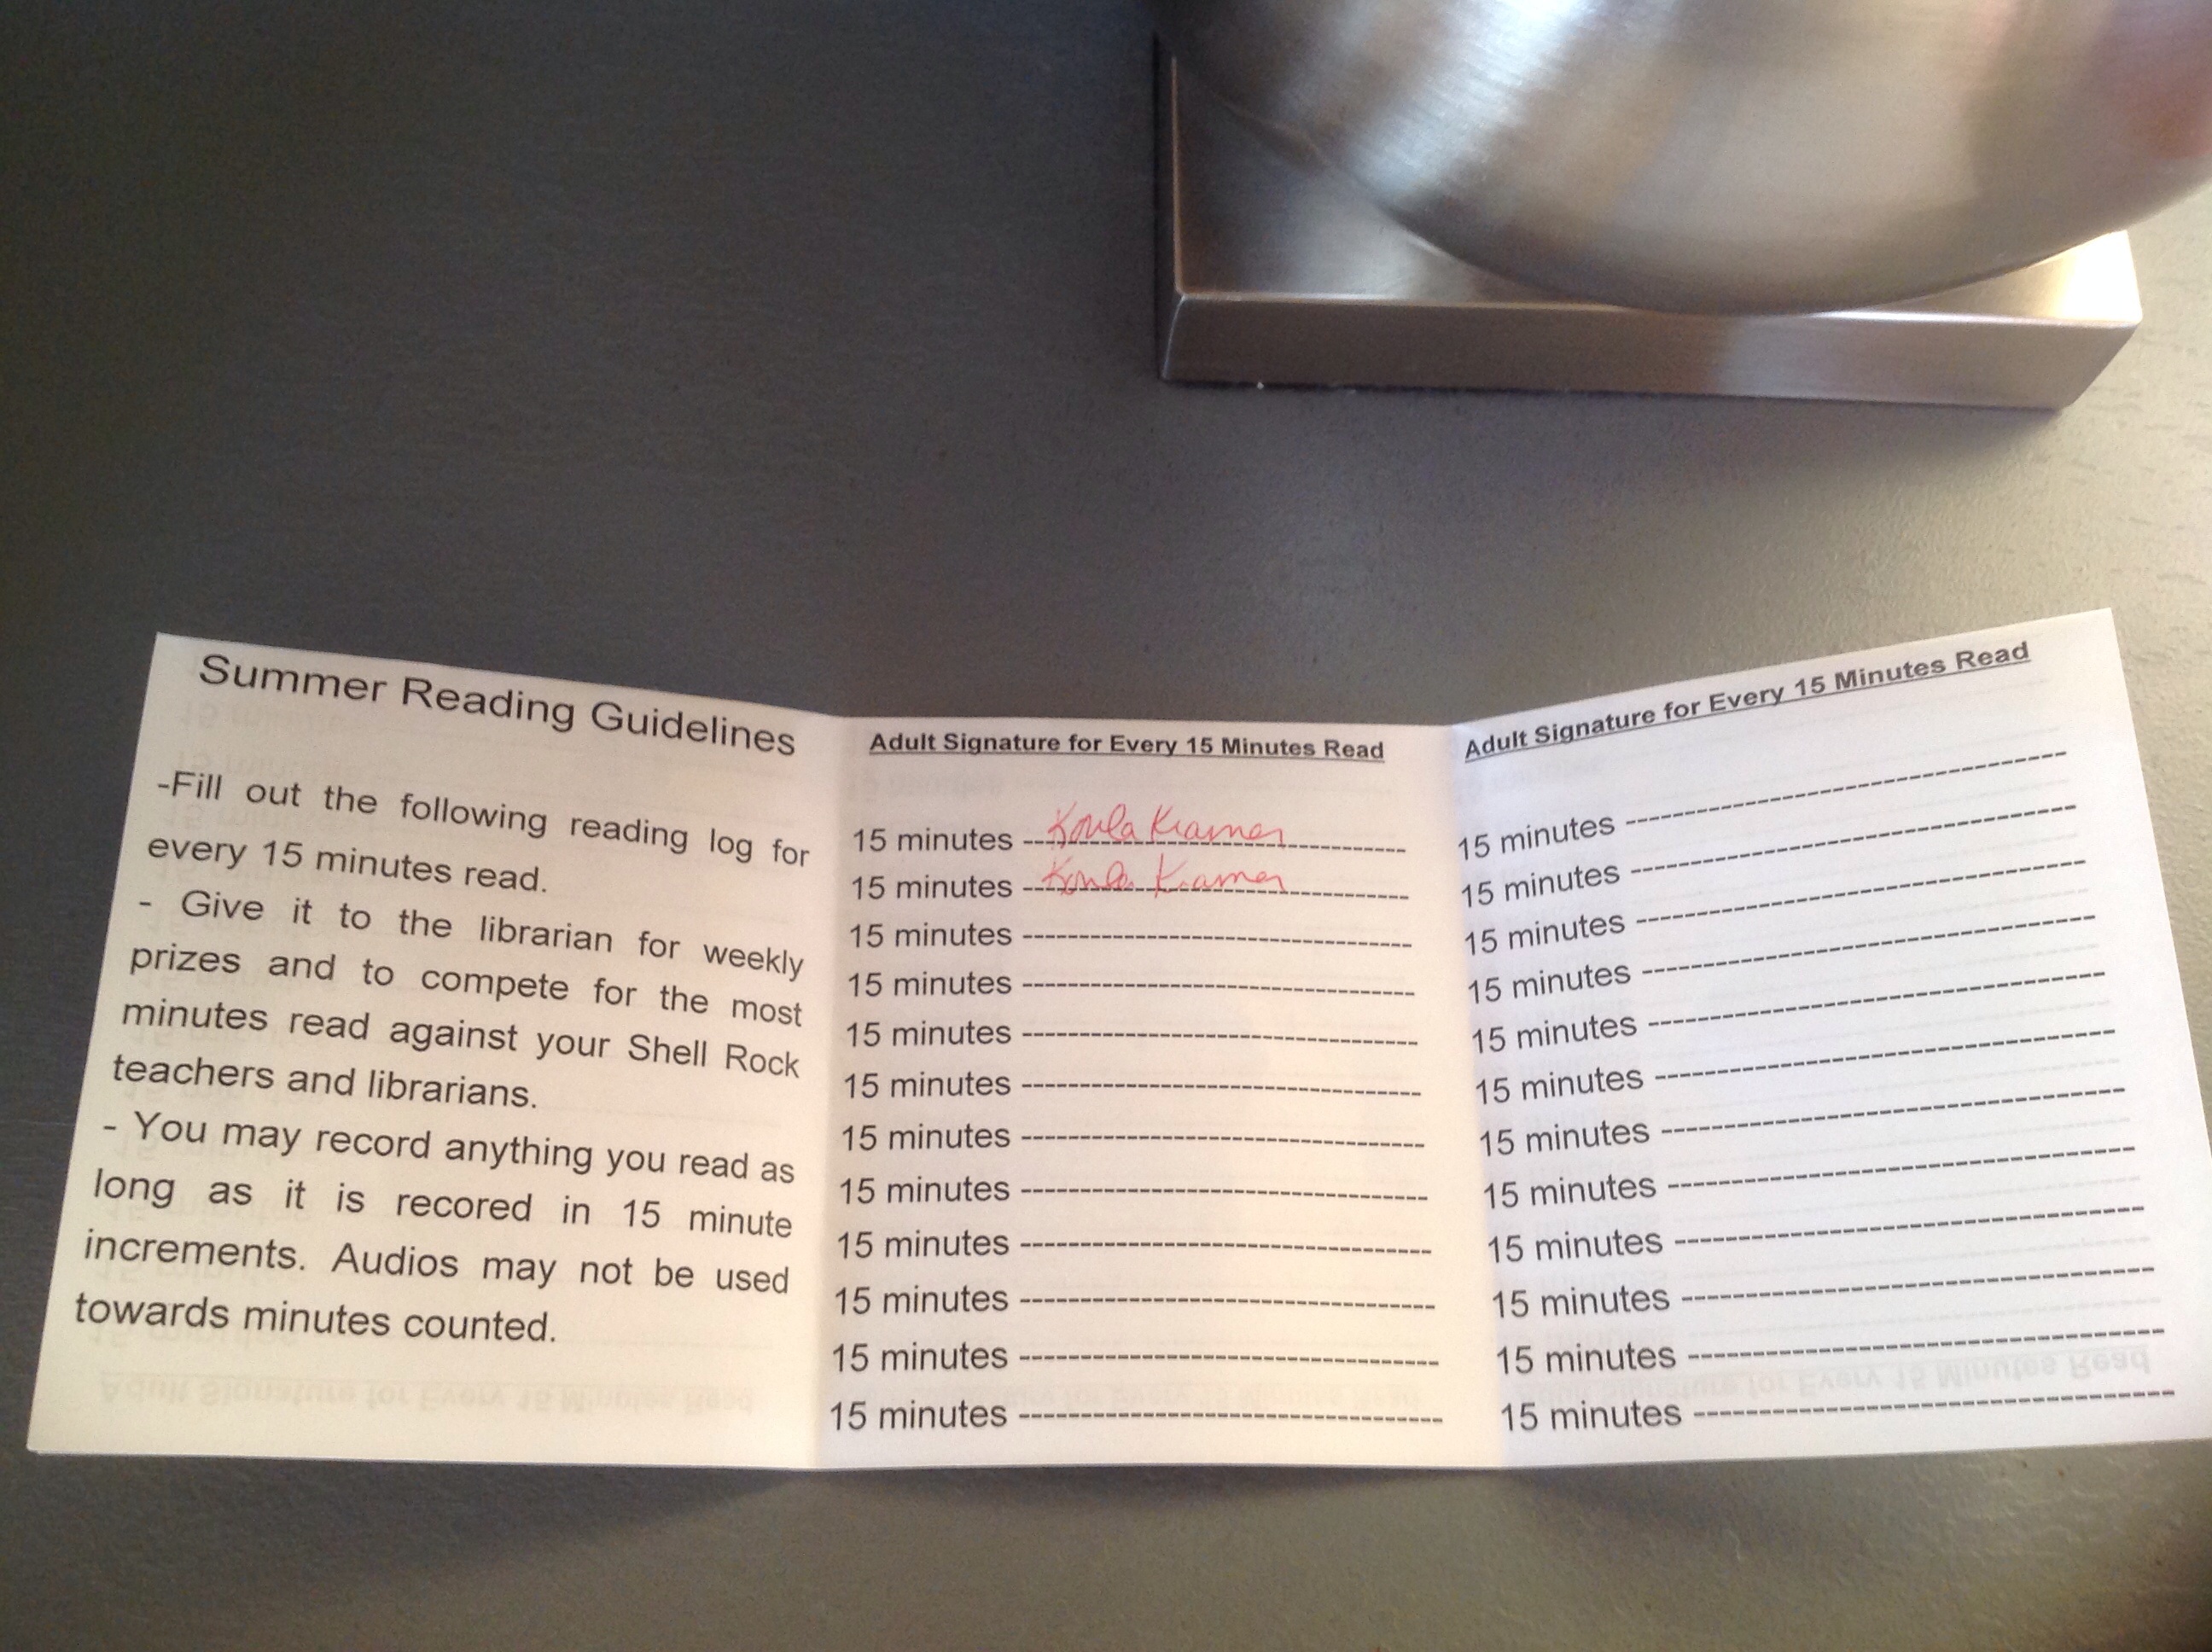 Summer Reading Guidelines
-Fill out the following reading log for
every 15 minutes read.
- Give it to the librarian for weekly
prizes and to compete for the most
minutes read against your Shell Rock
teachers and librarians.
- You may record anything you read as
long as it is recored in 15 minute
increments. Audios may not be used
towards minutes counted.
Adult Signature for Every 15 Minutes Read
15 minutes Kramer
15 minutes Kramer
15 minutes
15 minutes
15 minutes
15 minutes
15 minutes
15 minutes
15 minutes
15 minutes
15 minutes
15 minutes
Adult Signature for Every 15 Minutes Read
15 minutes
15 minutes
15 minutes
15 minutes
15 minutes
15 minutes
15 minutes
15 minutes
15 minutes
15 minutes
15 minutes
15 minutes